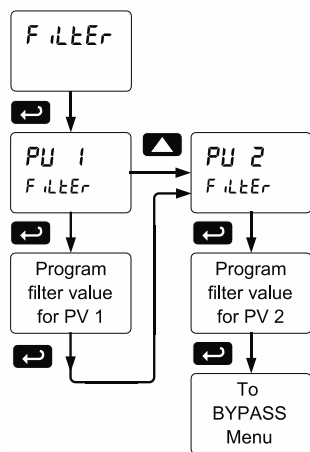 FiLtEr
PU 1
FiLtEr
PU 2
FiLtEr
Program
filter value
for PV 1
Program
filter value
for PV 2
To
BYPASS
Menu